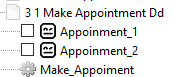 3 1 Make Appointment Dd
Appoinment_1
Appoinment_2
Make_Appoiment